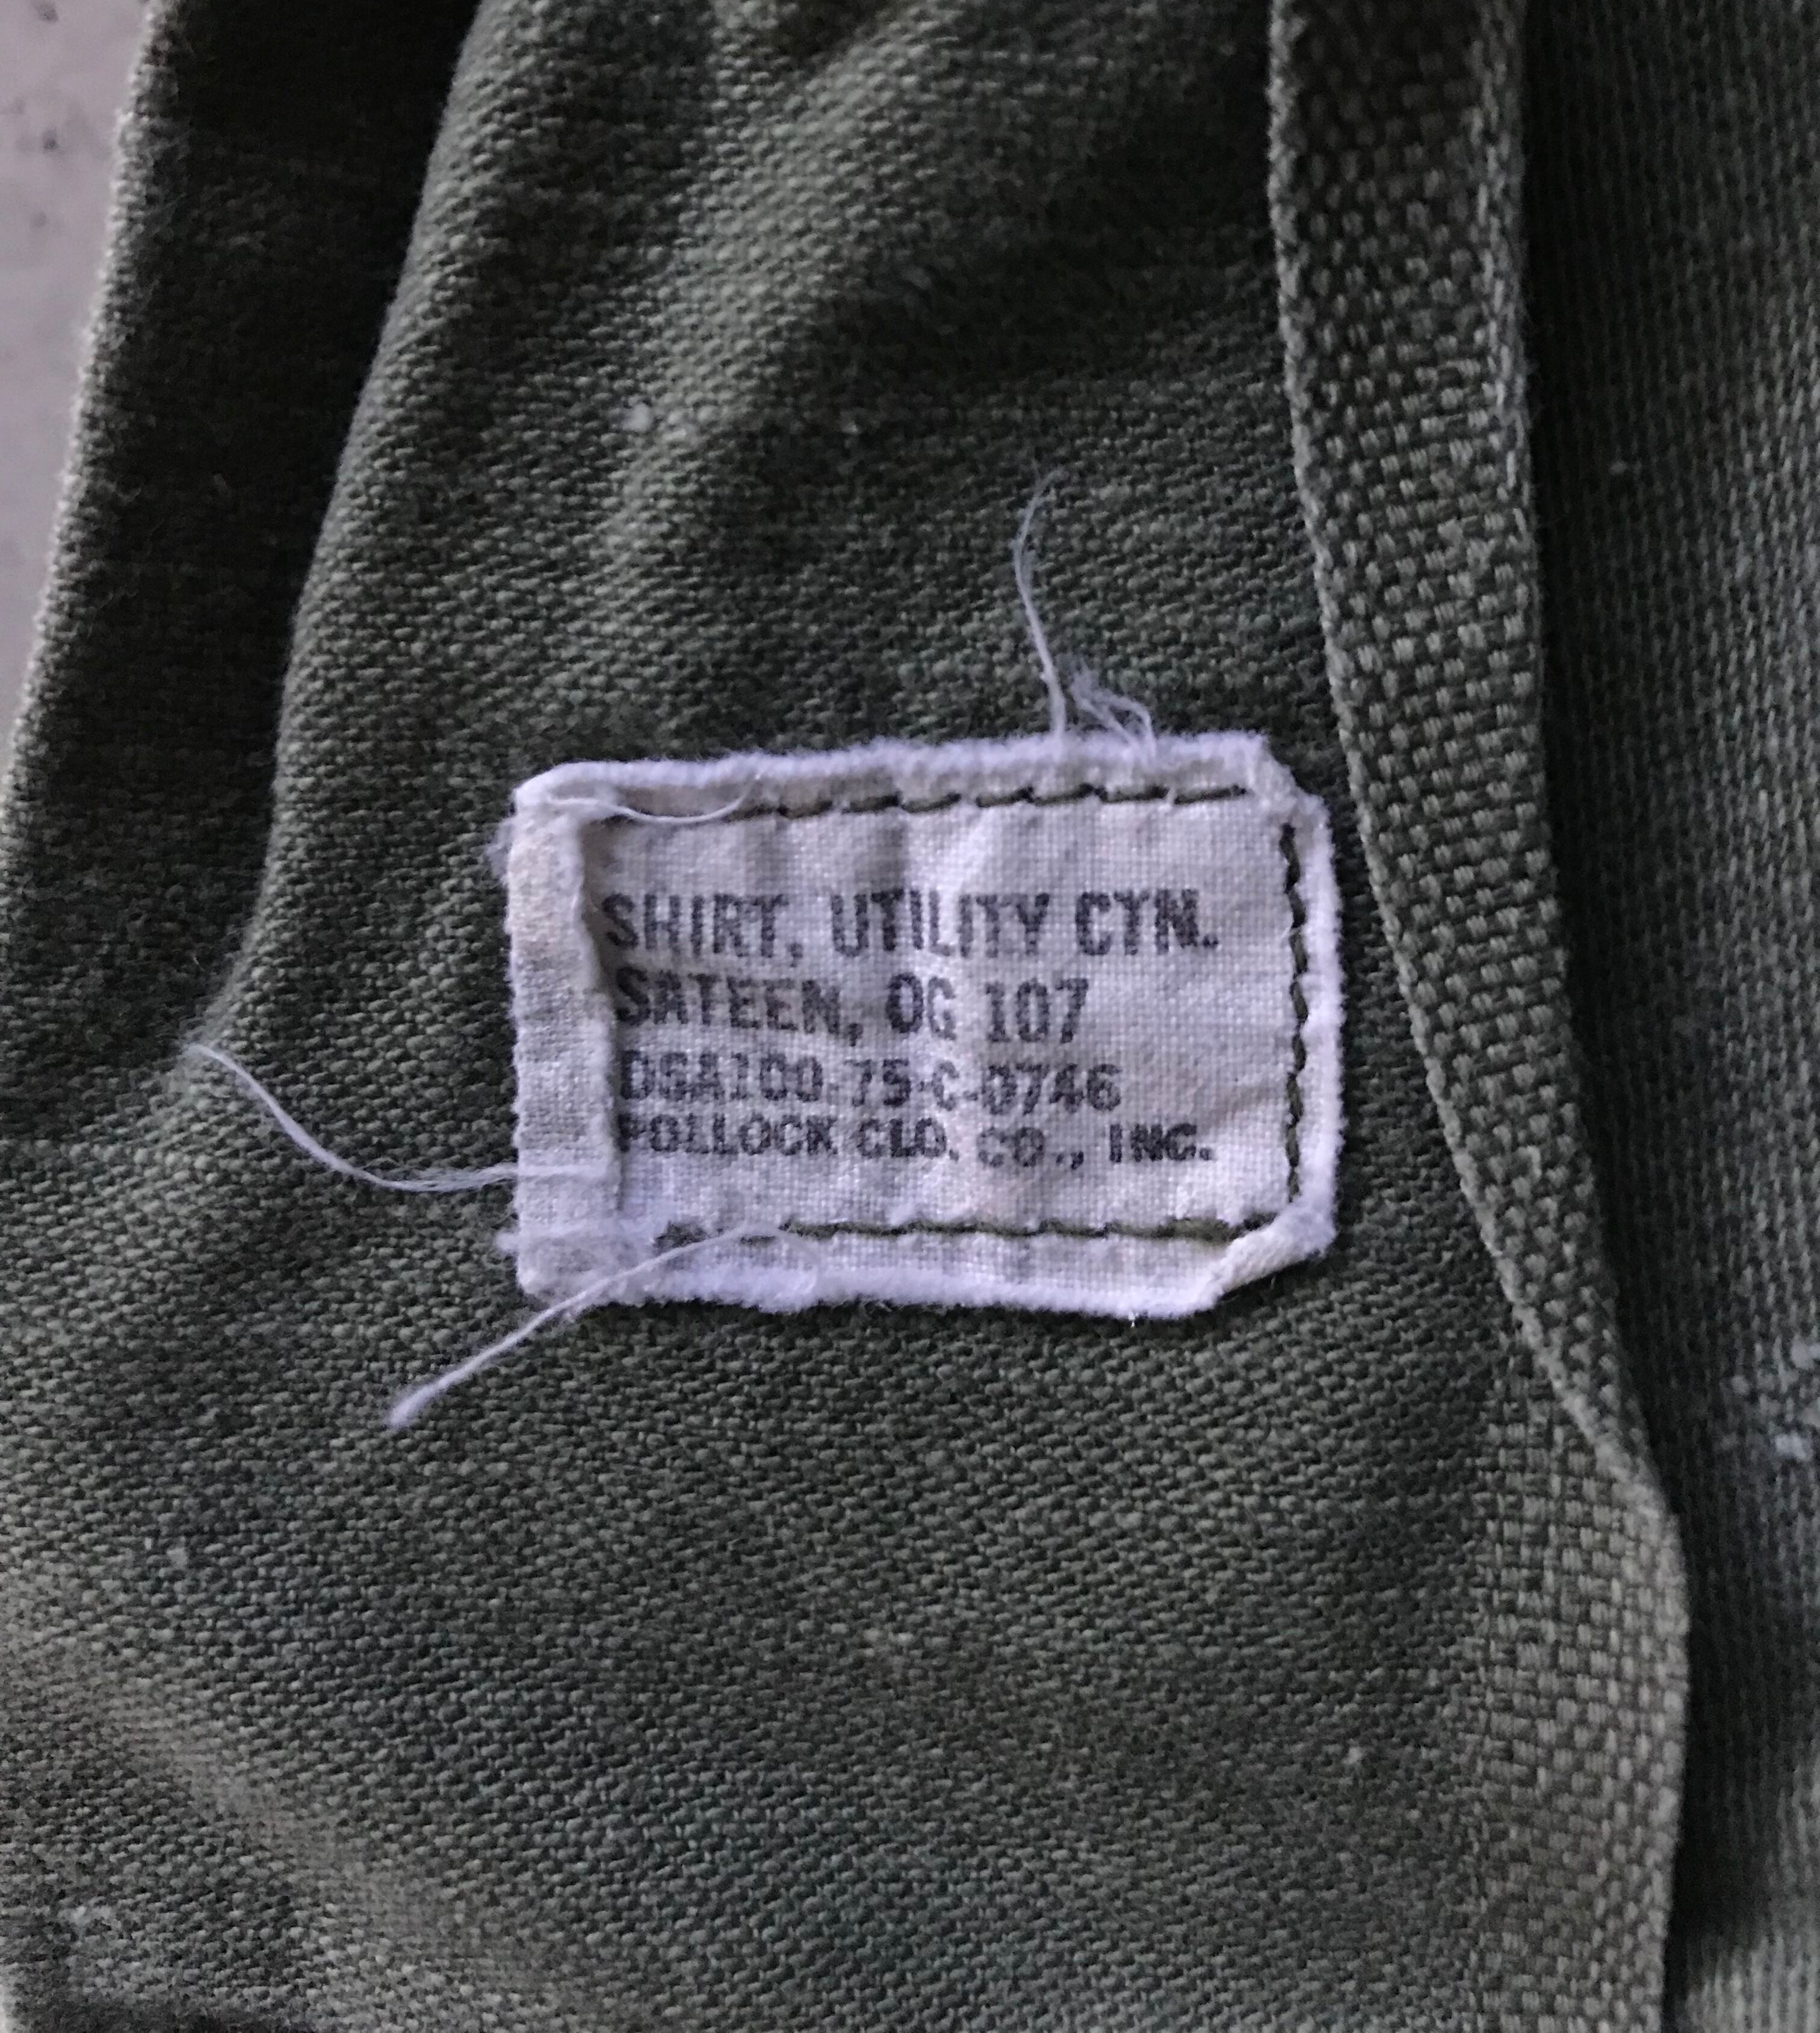 SHIRT, UTILITY CTN.
SATEEN, OG 107
DSA100-75-C-0746
POLLOCK CLO. CO., INC.